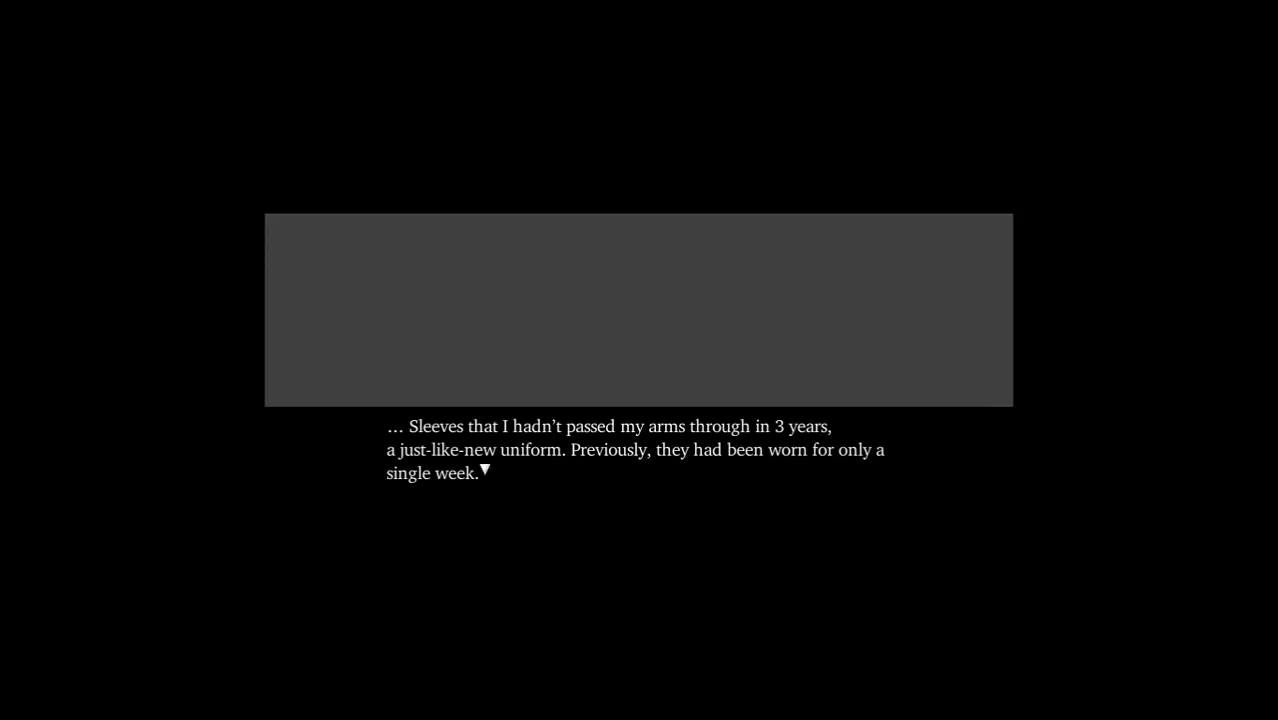 … Sleeves that I hadn’t passed my arms through in 3 years,
a just-like-new uniform. Previously, they had been worn for only a
single week.▼